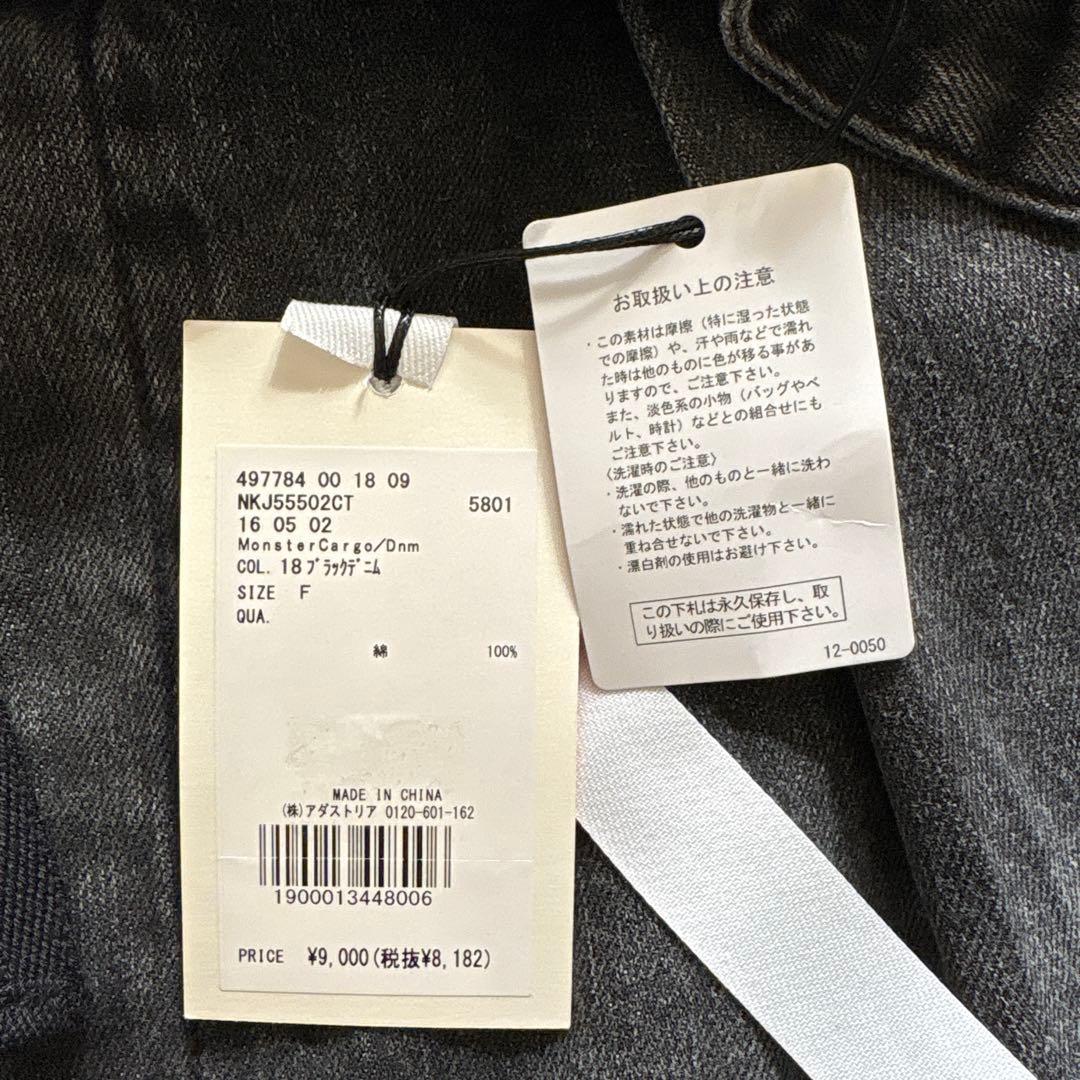 497784 00 18 09
NKJ55502CT 5801
16 05 02
MonsterCargo/Dnm
COL. 18ﾌﾞﾗｯｸﾃﾞﾆﾑ
SIZE F
QUA.
綿 100%
MADE IN CHINA
(株)アダストリア 0120-601-162
1900013448006
PRICE ¥9,000(税抜¥8,182)
お取扱い上の注意
・この素材は摩擦（特に湿った状態
での摩擦）や、汗や雨などで濡れ
た時は他のものに色が移る事があ
りますので、ご注意下さい。
また、淡色系の小物（バッグやベ
ルト、時計）などとの組合せにも
ご注意下さい。
〈洗濯時のご注意〉
・洗濯の際、他のものと一緒に洗わ
ないで下さい。
・濡れた状態で他の洗濯物と一緒に
重ね合せないで下さい。
・漂白剤の使用はお避け下さい。
この下札は永久保存し、取
り扱いの際にご使用下さい。
12-0050